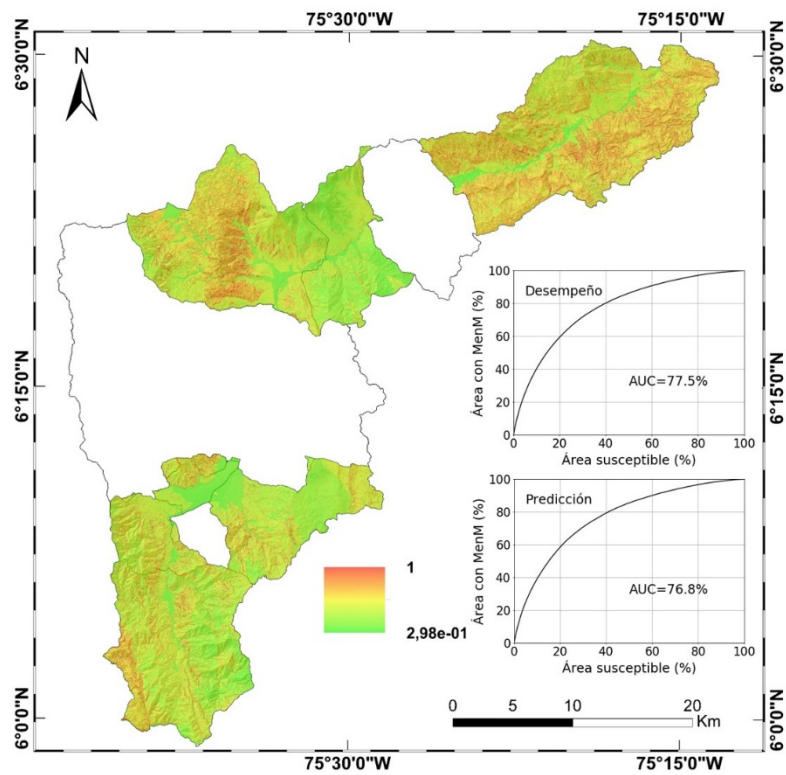 75°30'0"W
75°15'0"W
6°30'0"N
6°30'0"N
N
100
80
60
40
20
0
Desempeño
AUC=77.5%
Área con MenM (%)
0 20 40 60 80 100
Área susceptible (%)
6°15'0"N
6°15'0"N
100
80
60
40
20
0
Predicción
AUC=76.8%
Área con MenM (%)
0 20 40 60 80 100
Área susceptible (%)
1
2,98e-01
0 5 10 20
Km
6°0'0"N
6°0'0"N
75°30'0"W
75°15'0"W